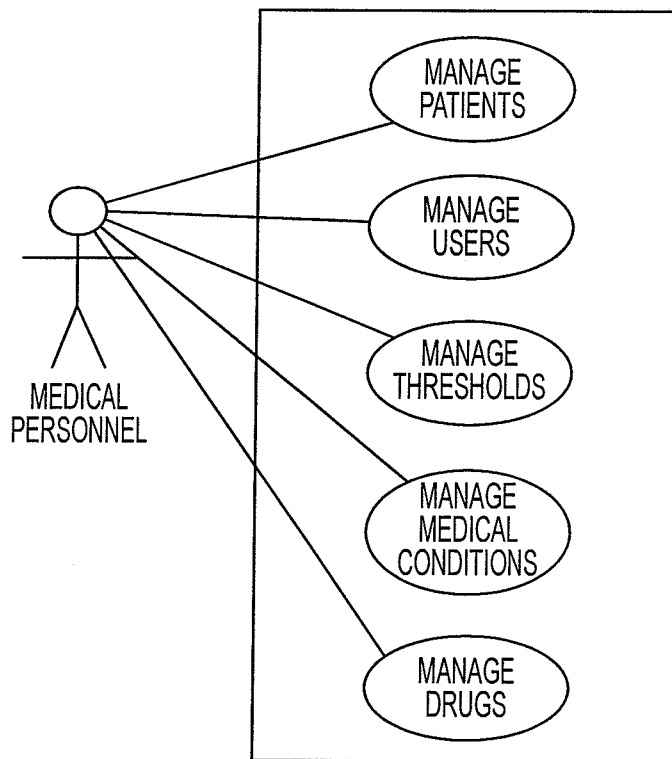 MANAGE
PATIENTS
MANAGE
USERS
MANAGE
THRESHOLDS
MEDICAL
PERSONNEL
MANAGE
MEDICAL
CONDITIONS
MANAGE
DRUGS